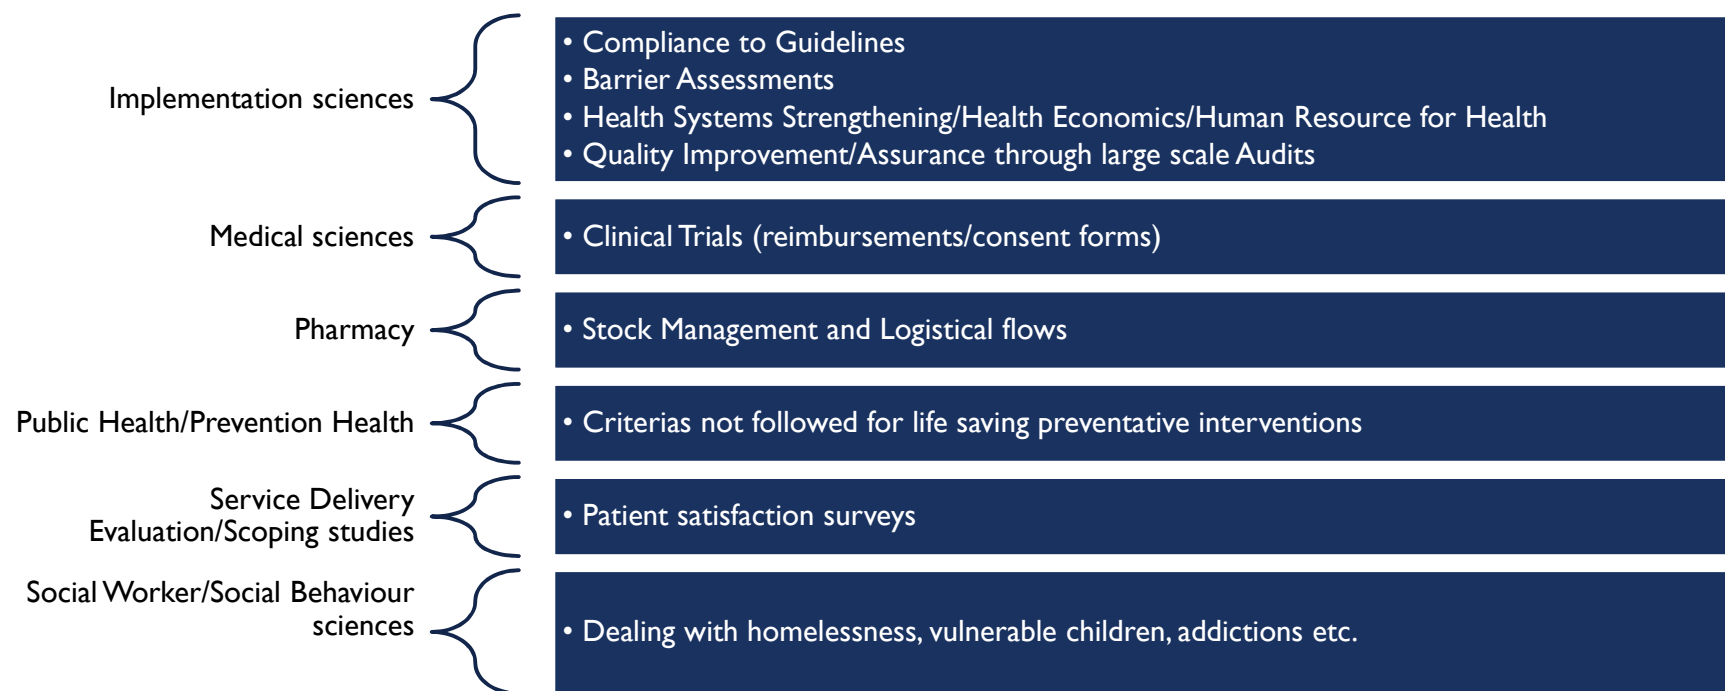 Implementation sciences
• Compliance to Guidelines
• Barrier Assessments
• Health Systems Strengthening/Health Economics/Human Resource for Health
• Quality Improvement/Assurance through large scale Audits
Medical sciences
• Clinical Trials (reimbursements/consent forms)
Pharmacy
• Stock Management and Logistical flows
Public Health/Prevention Health
• Criterias not followed for life saving preventative interventions
Service Delivery
Evaluation/Scoping studies
• Patient satisfaction surveys
Social Worker/Social Behaviour
sciences
• Dealing with homelessness, vulnerable children, addictions etc.